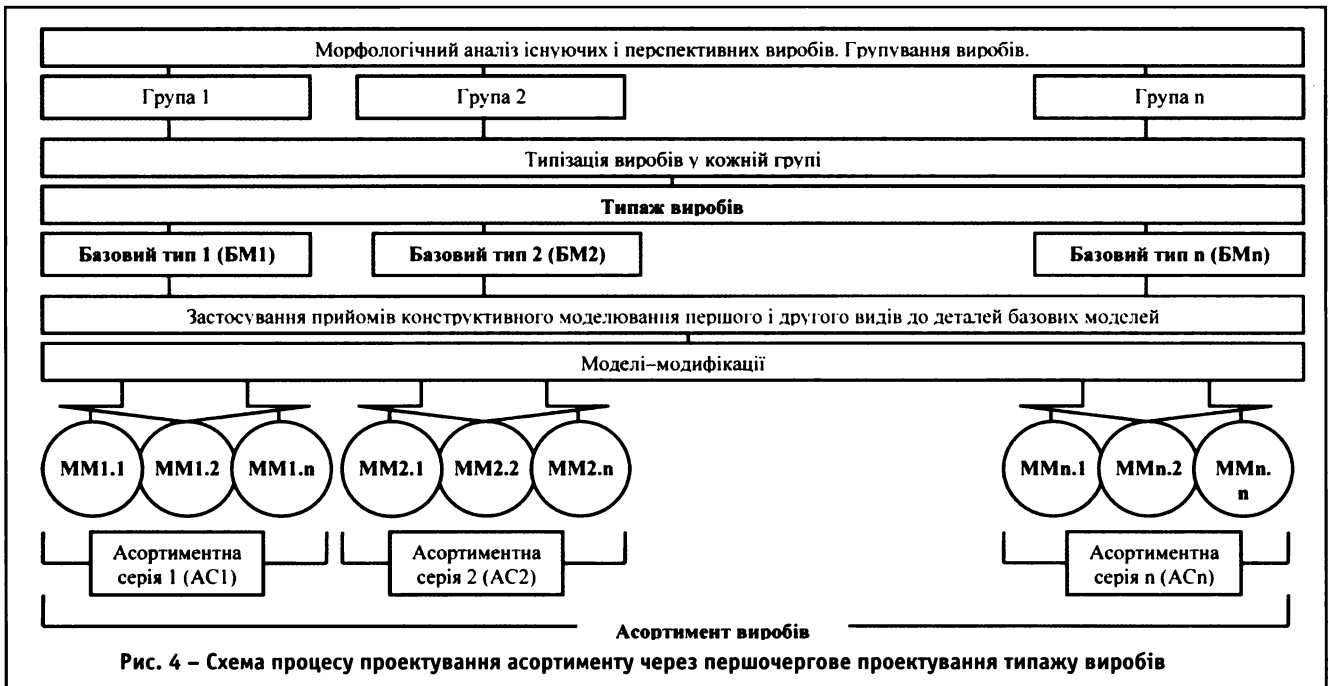 Морфологічний аналіз існуючих і перспективних виробів. Групування виробів.
Група 1
Група 2
Група n
Типізація виробів у кожній групі
Типаж виробів
Базовий тип 1 (БМ1)
Базовий тип 2 (БМ2)
Базовий тип n (БМn)
Застосування прийомів конструктивного моделювання першого і другого видів до деталей базових моделей
Моделі–модифікації
ММ1.1
ММ1.2
ММ1.n
ММ2.1
ММ2.2
ММ2.n
ММn.1
ММn.2
ММn.
n
Асортиментна
серія 1 (АС1)
Асортиментна
серія 2 (АС2)
Асортиментна
серія n (АСn)
Асортимент виробів
Рис. 4 – Схема процесу проектування асортименту через першочергове проектування типажу виробів